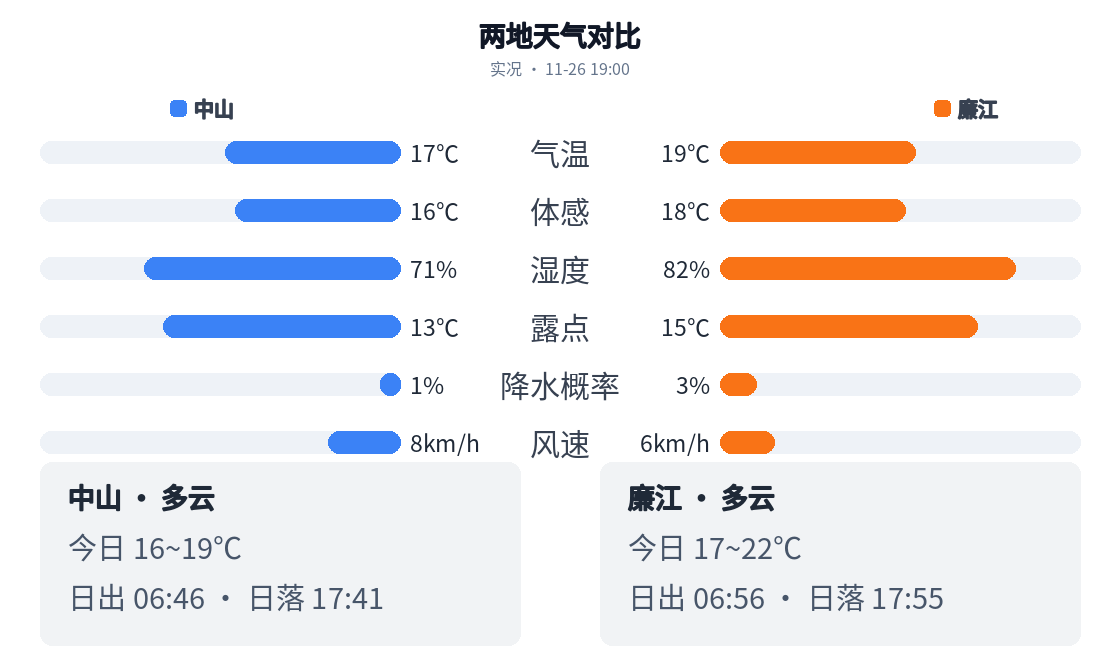 两地天气对比
实况 · 11-26 19:00
中山 廉江
17℃ 气温 19℃
16℃ 体感 18℃
71% 湿度 82%
13℃ 露点 15℃
1% 降水概率 3%
8km/h 风速 6km/h
中山 · 多云
今日 16~19℃
日出 06:46 · 日落 17:41
廉江 · 多云
今日 17~22℃
日出 06:56 · 日落 17:55